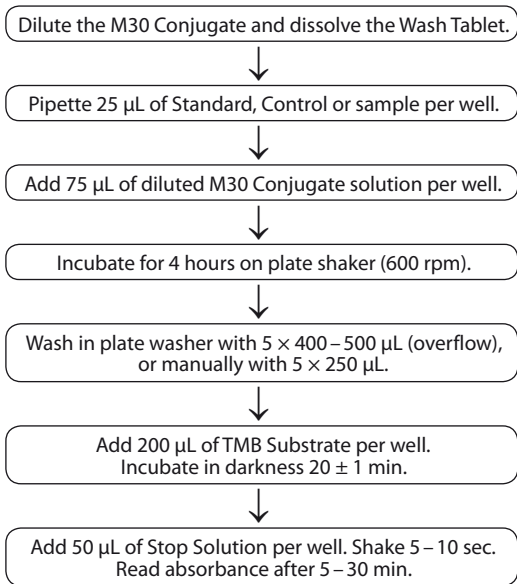 Dilute the M30 Conjugate and dissolve the Wash Tablet.
Pipette 25 µL of Standard, Control or sample per well.
Add 75 µL of diluted M30 Conjugate solution per well.
Incubate for 4 hours on plate shaker (600 rpm).
Wash in plate washer with 5 × 400 – 500 µL (overflow),
or manually with 5 × 250 µL.
Add 200 µL of TMB Substrate per well.
Incubate in darkness 20 ± 1 min.
Add 50 µL of Stop Solution per well. Shake 5 – 10 sec.
Read absorbance after 5 – 30 min.